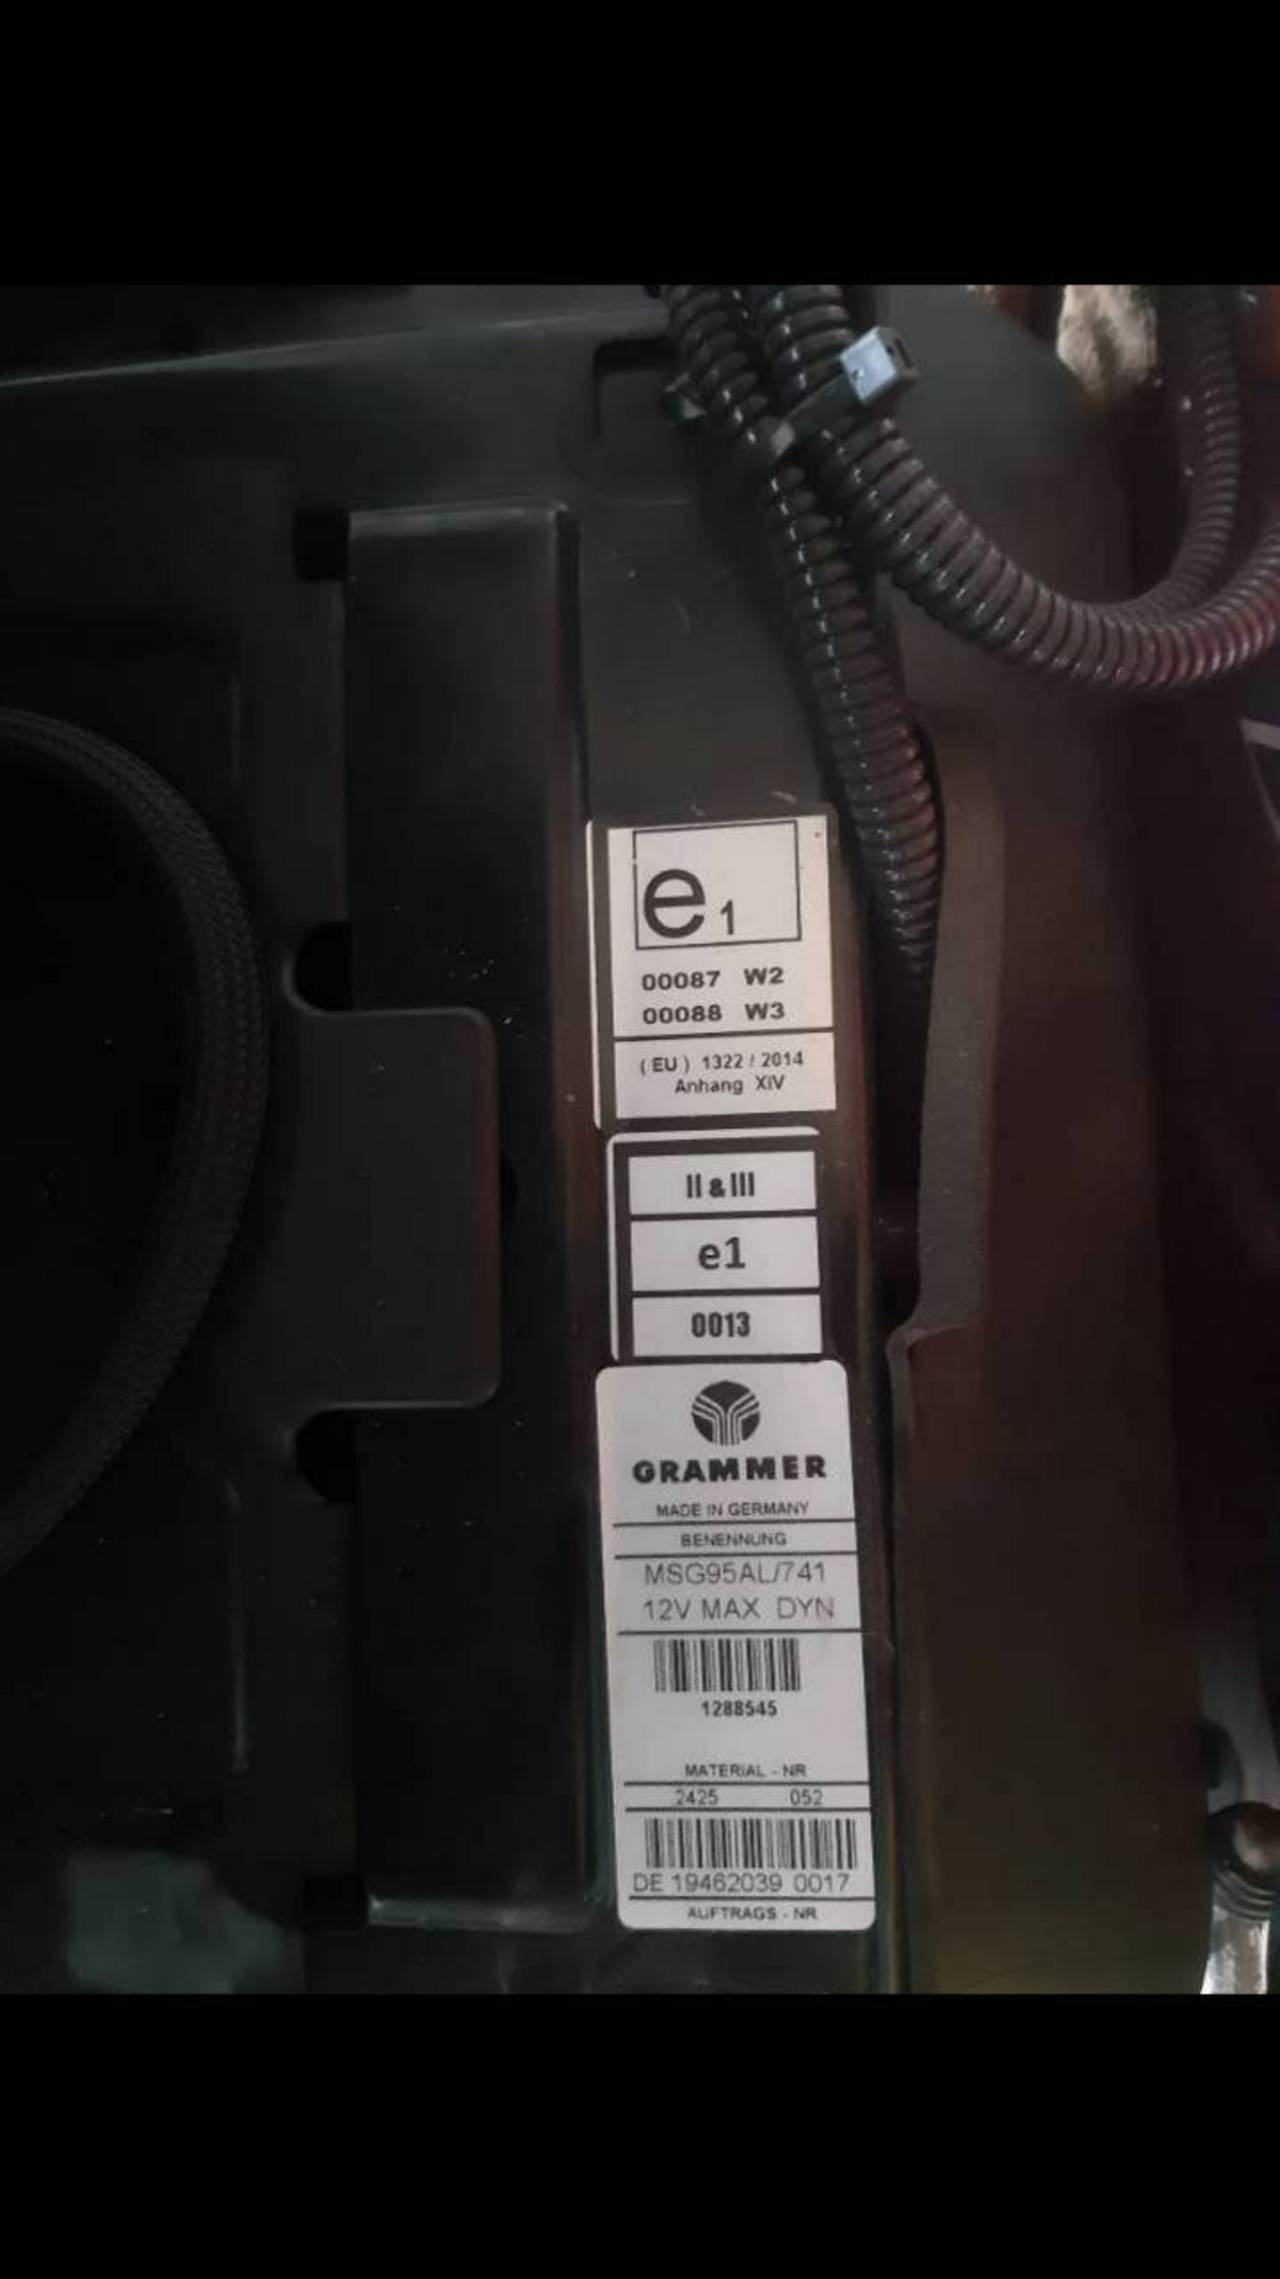 e1
00087 W2
00088 W3
(EU) 1322 / 2014
Anhang XIV
II & III
e1
0013
GRAMMER
MADE IN GERMANY
BENENNUNG
MSG95AL/741
12V MAX DYN
1288545
MATERIAL - NR
2425 052
DE 19462039 0017
AUFTRAGS - NR